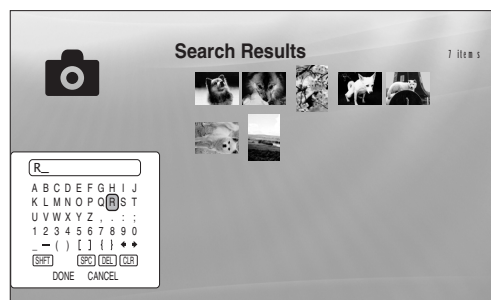 Search Results
7 items
R_
A B C D E F G H I J
K L M N O P Q R S T
U V W X Y Z , . : ;
1 2 3 4 5 6 7 8 9 0
_ – ( ) [ ] { }
SHFT SPC DEL CLR
DONE CANCEL